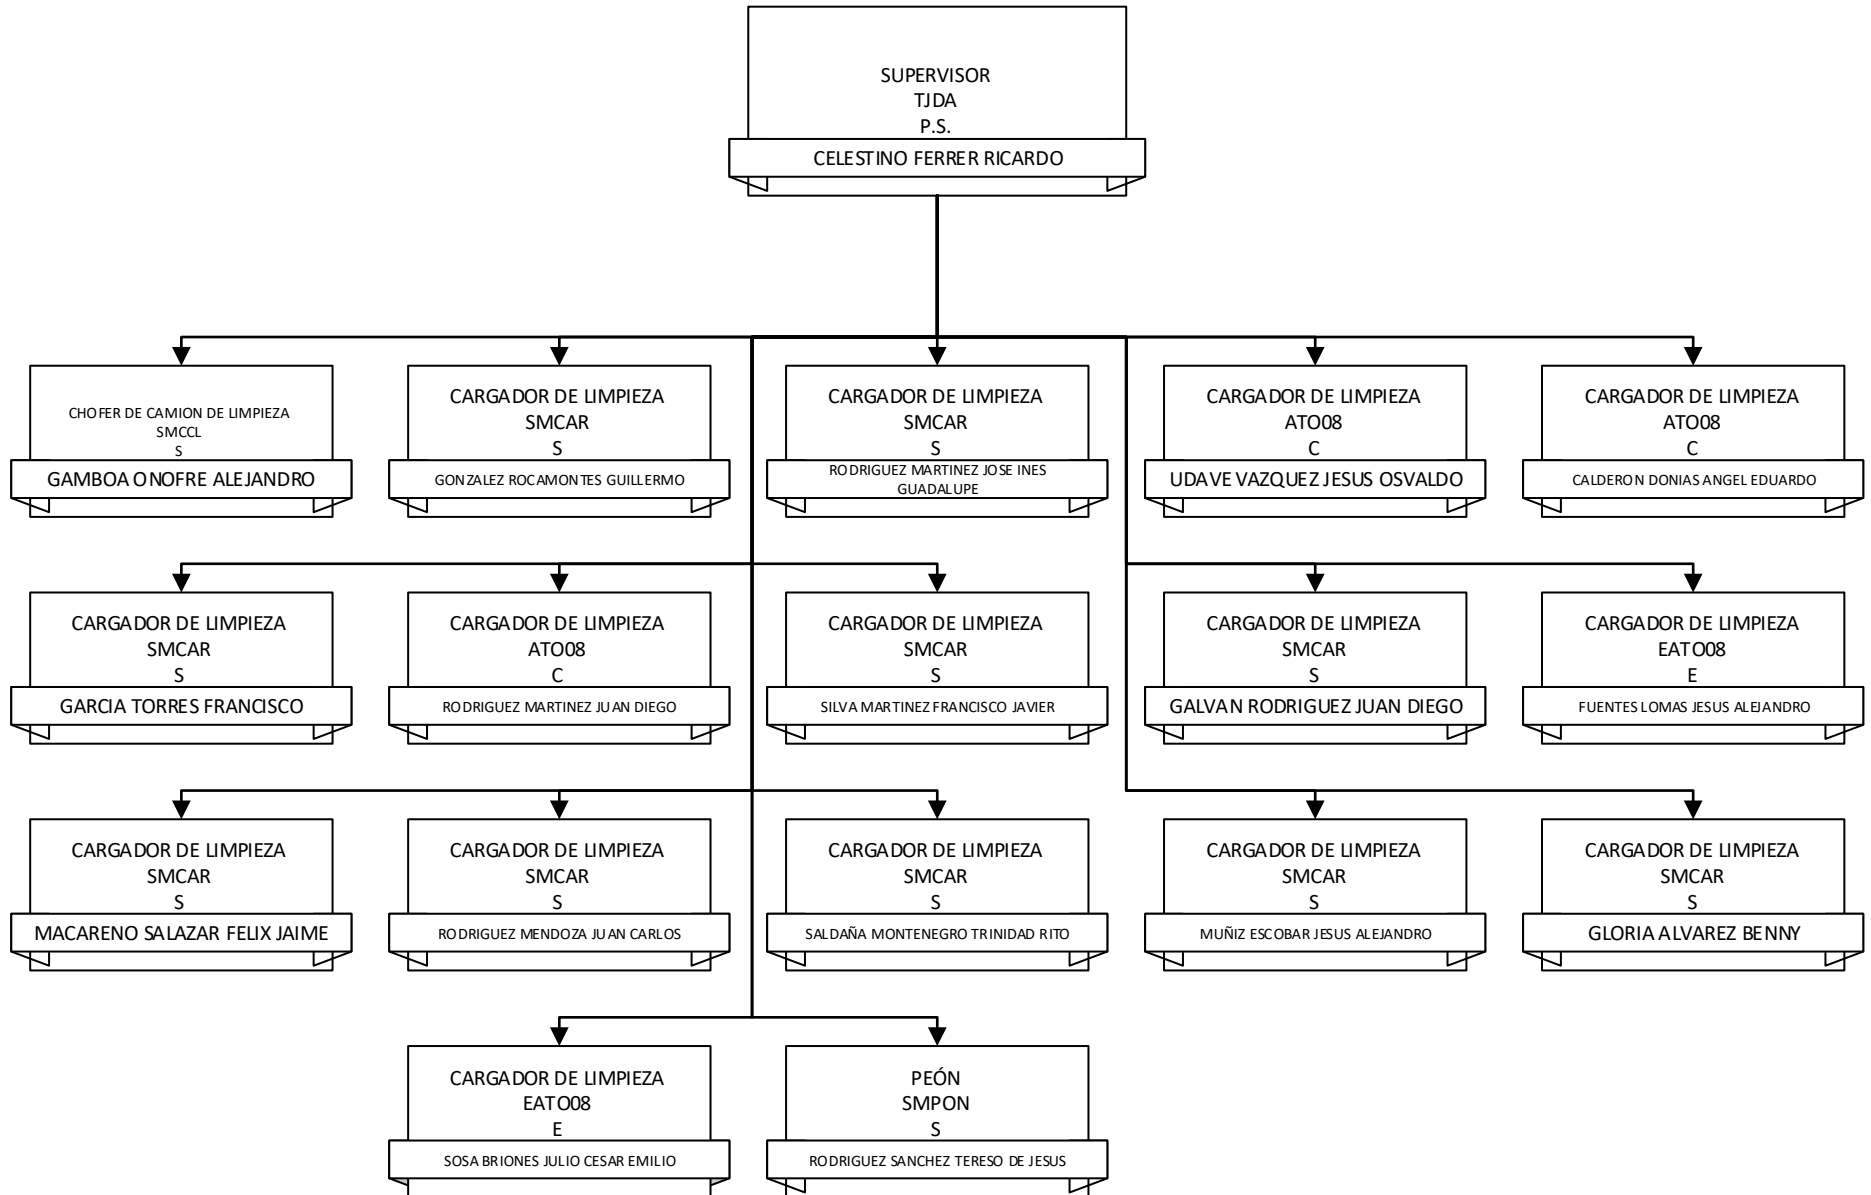 SUPERVISOR
TJDA
P.S.
CELESTINO FERRER RICARDO
CHOFER DE CAMION DE LIMPIEZA
SMCCL
S
GAMBOA ONOFRE ALEJANDRO
CARGADOR DE LIMPIEZA
SMCAR
S
GONZALEZ ROCAMONTES GUILLERMO
CARGADOR DE LIMPIEZA
SMCAR
S
RODRIGUEZ MARTINEZ JOSE INES
GUADALUPE
CARGADOR DE LIMPIEZA
ATO08
C
UDAVE VAZQUEZ JESUS OSVALDO
CARGADOR DE LIMPIEZA
ATO08
C
CALDERON DONIAS ANGEL EDUARDO
CARGADOR DE LIMPIEZA
SMCAR
S
GARCIA TORRES FRANCISCO
CARGADOR DE LIMPIEZA
ATO08
C
RODRIGUEZ MARTINEZ JUAN DIEGO
CARGADOR DE LIMPIEZA
SMCAR
S
SILVA MARTINEZ FRANCISCO JAVIER
CARGADOR DE LIMPIEZA
SMCAR
S
GALVAN RODRIGUEZ JUAN DIEGO
CARGADOR DE LIMPIEZA
EATO08
E
FUENTES LOMAS JESUS ALEJANDRO
CARGADOR DE LIMPIEZA
SMCAR
S
MACARENO SALAZAR FELIX JAIME
CARGADOR DE LIMPIEZA
SMCAR
S
RODRIGUEZ MENDOZA JUAN CARLOS
CARGADOR DE LIMPIEZA
SMCAR
S
SALDAÑA MONTENEGRO TRINIDAD RITO
CARGADOR DE LIMPIEZA
SMCAR
S
MUÑIZ ESCOBAR JESUS ALEJANDRO
CARGADOR DE LIMPIEZA
SMCAR
S
GLORIA ALVAREZ BENNY
CARGADOR DE LIMPIEZA
EATO08
E
SOSA BRIONES JULIO CESAR EMILIO
PEÓN
SMPON
S
RODRIGUEZ SANCHEZ TERESO DE JESUS